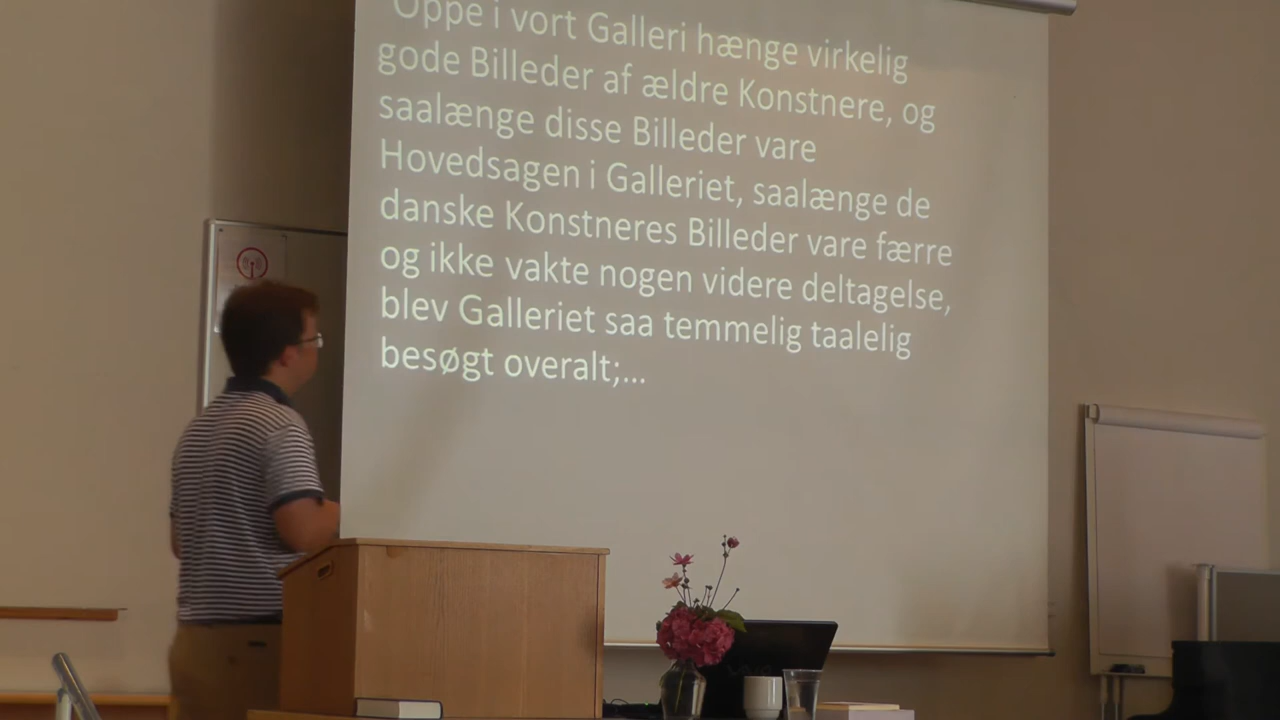 Oppe i vort Galleri hænge virkelig
gode Billeder af ældre Konstnere, og
saalænge disse Billeder vare
Hovedsagen i Galleriet, saalænge de
danske Konstneres Billeder vare færre
og ikke vakte nogen videre deltagelse,
blev Galleriet saa temmelig taalelig
besøgt overalt;...